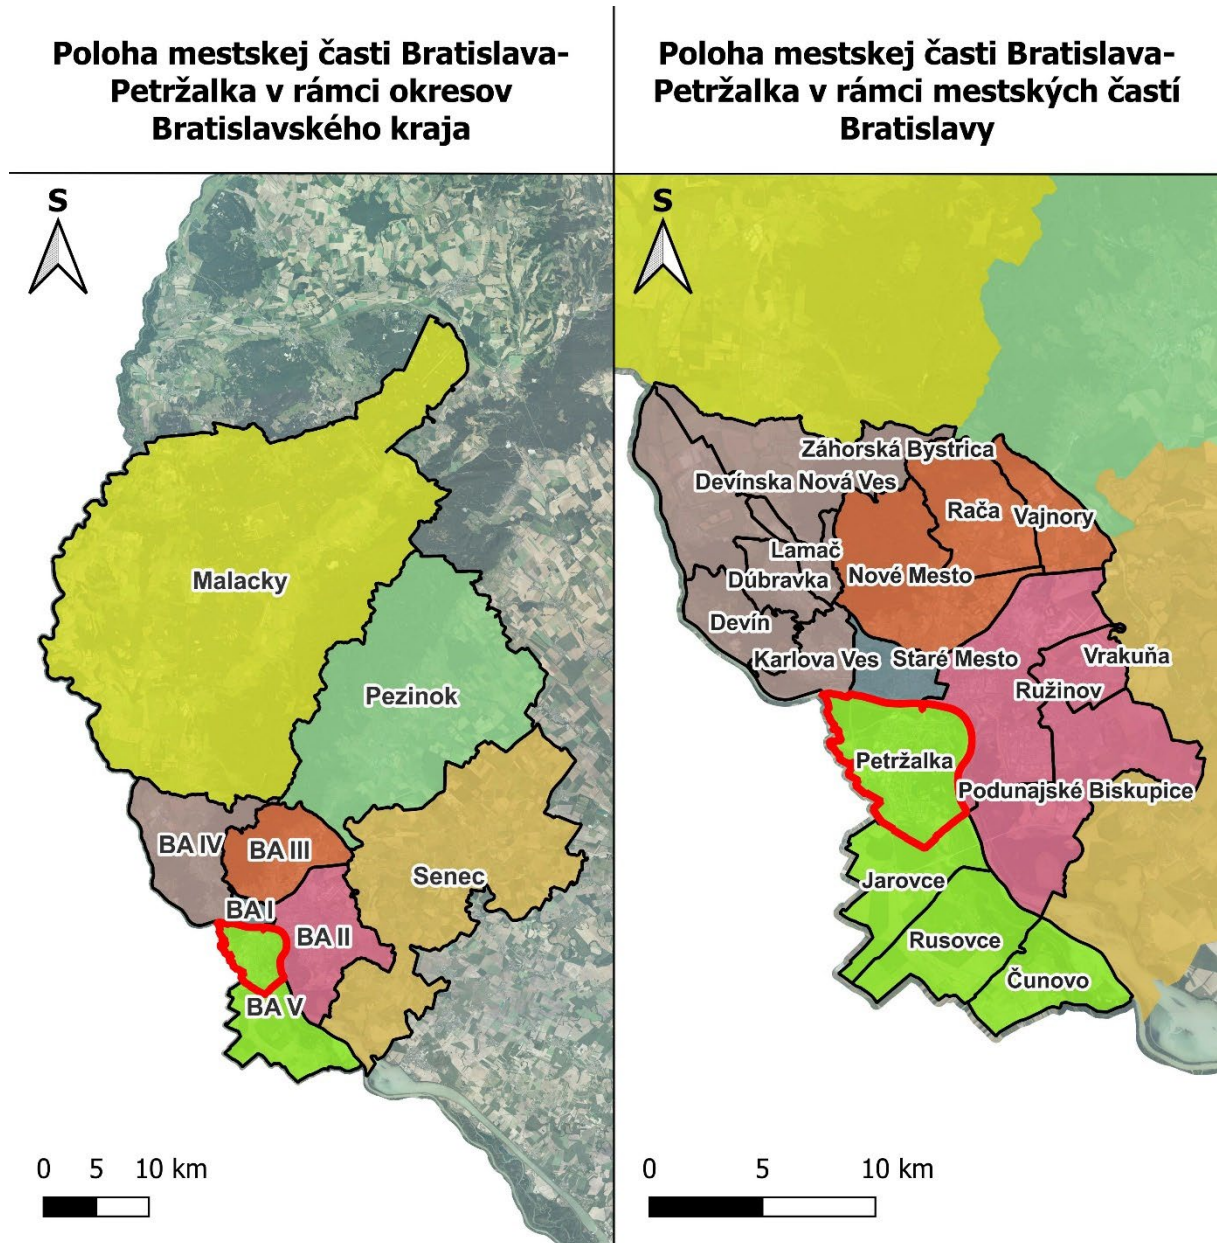 Poloha mestskej časti Bratislava-
Petržalka v rámci okresov
Bratislavského kraja
S
Malacky
Pezinok
BA IV
BA III
Senec
BA I
BA II
BA V
0 5 10 km
Poloha mestskej časti Bratislava-
Petržalka v rámci mestských častí
Bratislavy
S
Záhorská Bystrica
Devínska Nová Ves
Rača
Vajnory
Lamač
Dúbravka
Nové Mesto
Devín
Karlova Ves
Staré Mesto
Vrakuňa
Ružinov
Petržalka
Podunajské Biskupice
Jarovce
Rusovce
Čunovo
0 5 10 km